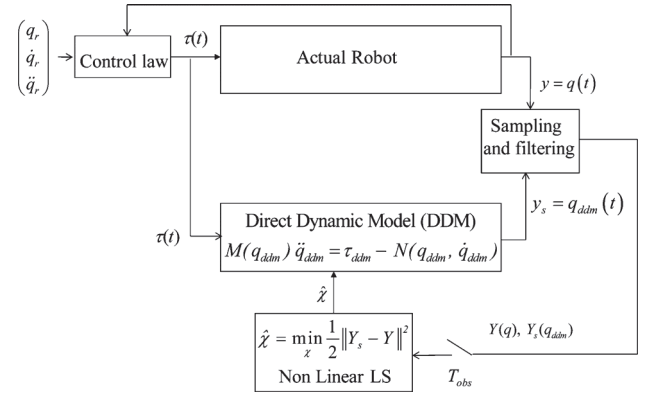 q_r
q̇_r
q̈_r
Control law
τ(t)
Actual Robot
y = q(t)
Sampling
and filtering
y_s = q_ddm(t)
τ(t)
Direct Dynamic Model (DDM)
M(q_ddm) q̈_ddm = τ_ddm − N(q_ddm, q̇_ddm)
χ̂
χ̂ = min_χ 1/2 ‖Y_s − Y‖²
Non Linear LS
Y(q), Y_s(q_ddm)
T_obs